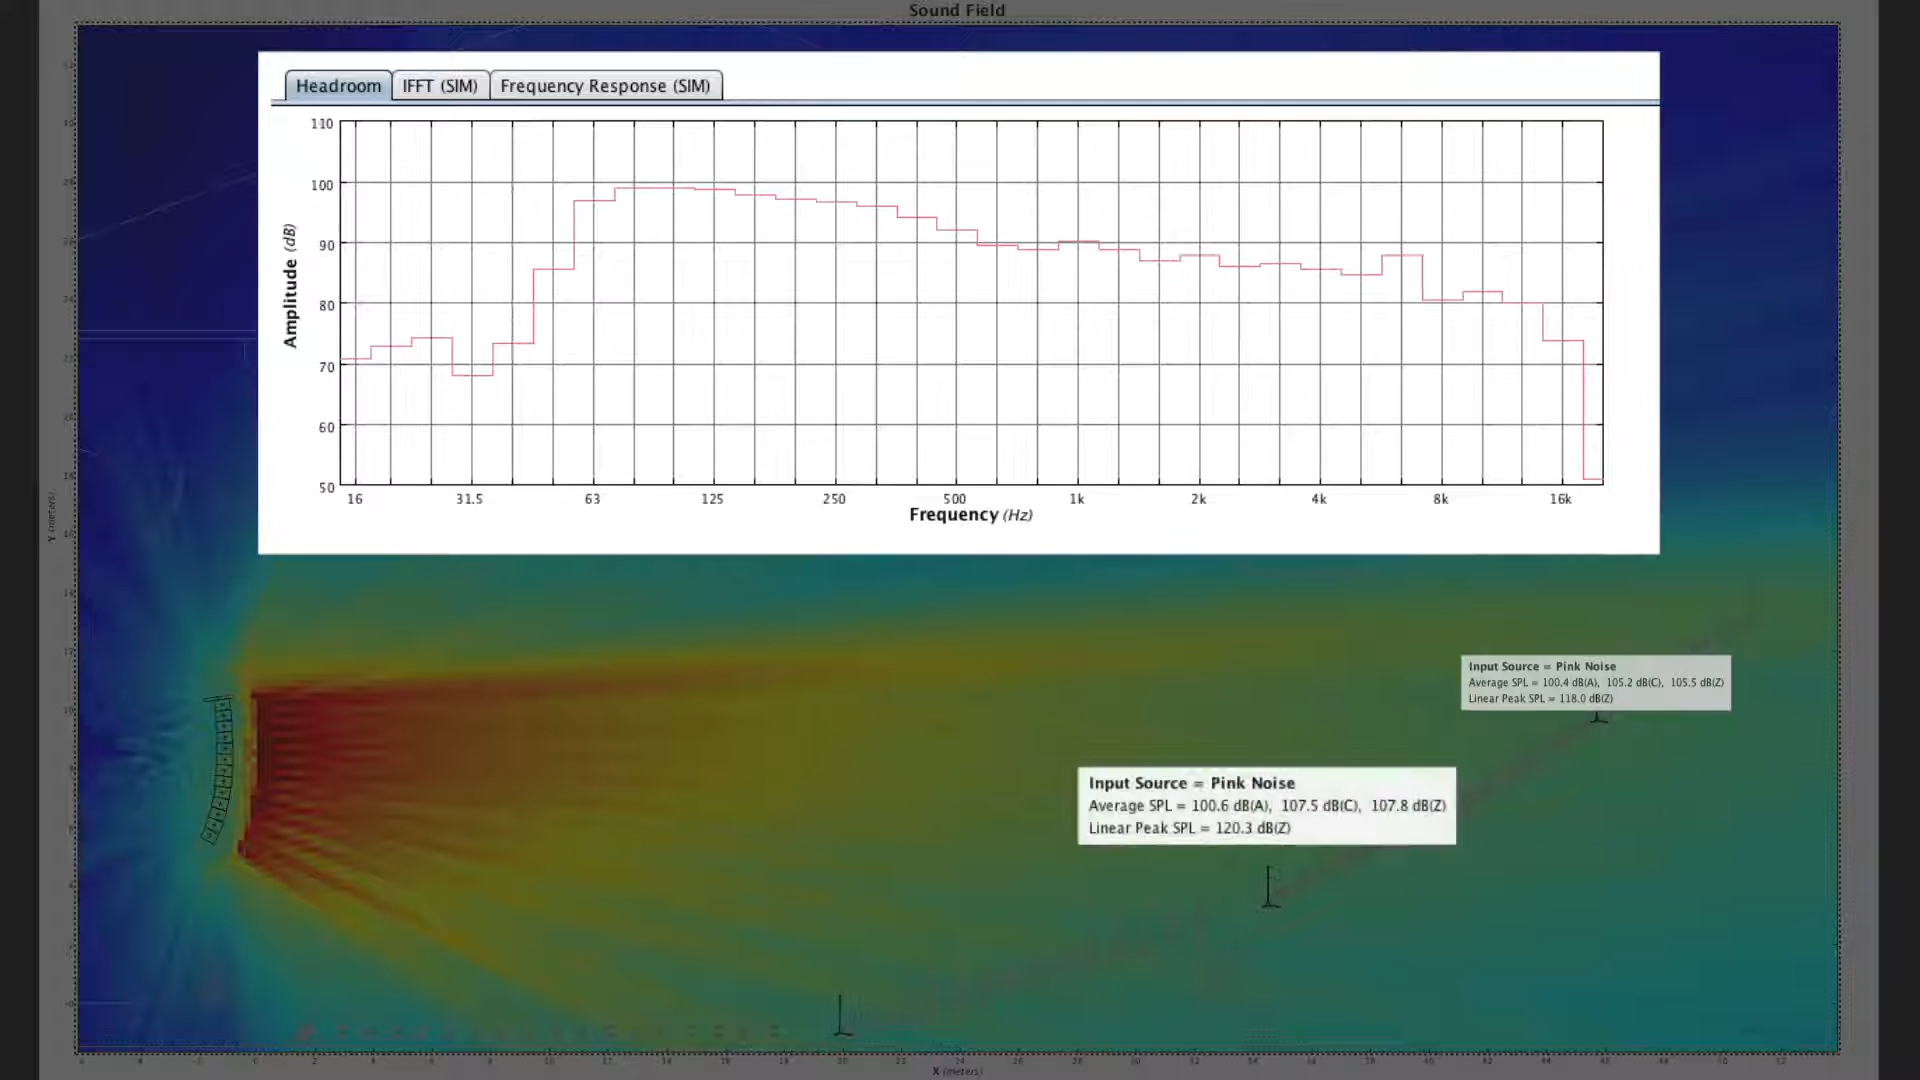 Sound Field
Headroom IFFT (SIM) Frequency Response (SIM)
110
100
90
80
70
60
50
Amplitude (dB)
16 31.5 63 125 250 500 1k 2k 4k 8k 16k
Frequency (Hz)
Input Source = Pink Noise
Average SPL = 100.4 dB(A), 105.2 dB(C), 105.5 dB(Z)
Linear Peak SPL = 118.0 dB(Z)
Input Source = Pink Noise
Average SPL = 100.6 dB(A), 107.5 dB(C), 107.8 dB(Z)
Linear Peak SPL = 120.3 dB(Z)
Y (meters)
X (meters)